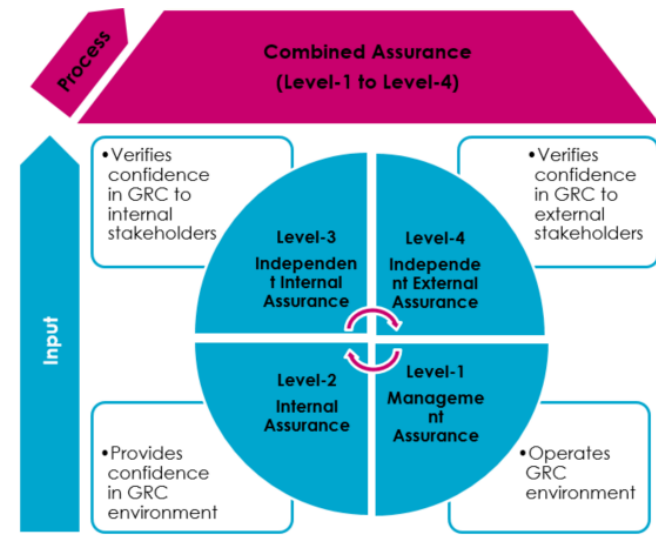 Process
Combined Assurance
(Level-1 to Level-4)
Input
•Verifies
confidence
in GRC to
internal
stakeholders
•Verifies
confidence
in GRC to
external
stakeholders
Level-3
Independen
t Internal
Assurance
Level-4
Independe
nt External
Assurance
Level-2
Internal
Assurance
Level-1
Manageme
nt
Assurance
•Provides
confidence
in GRC
environment
•Operates
GRC
environment